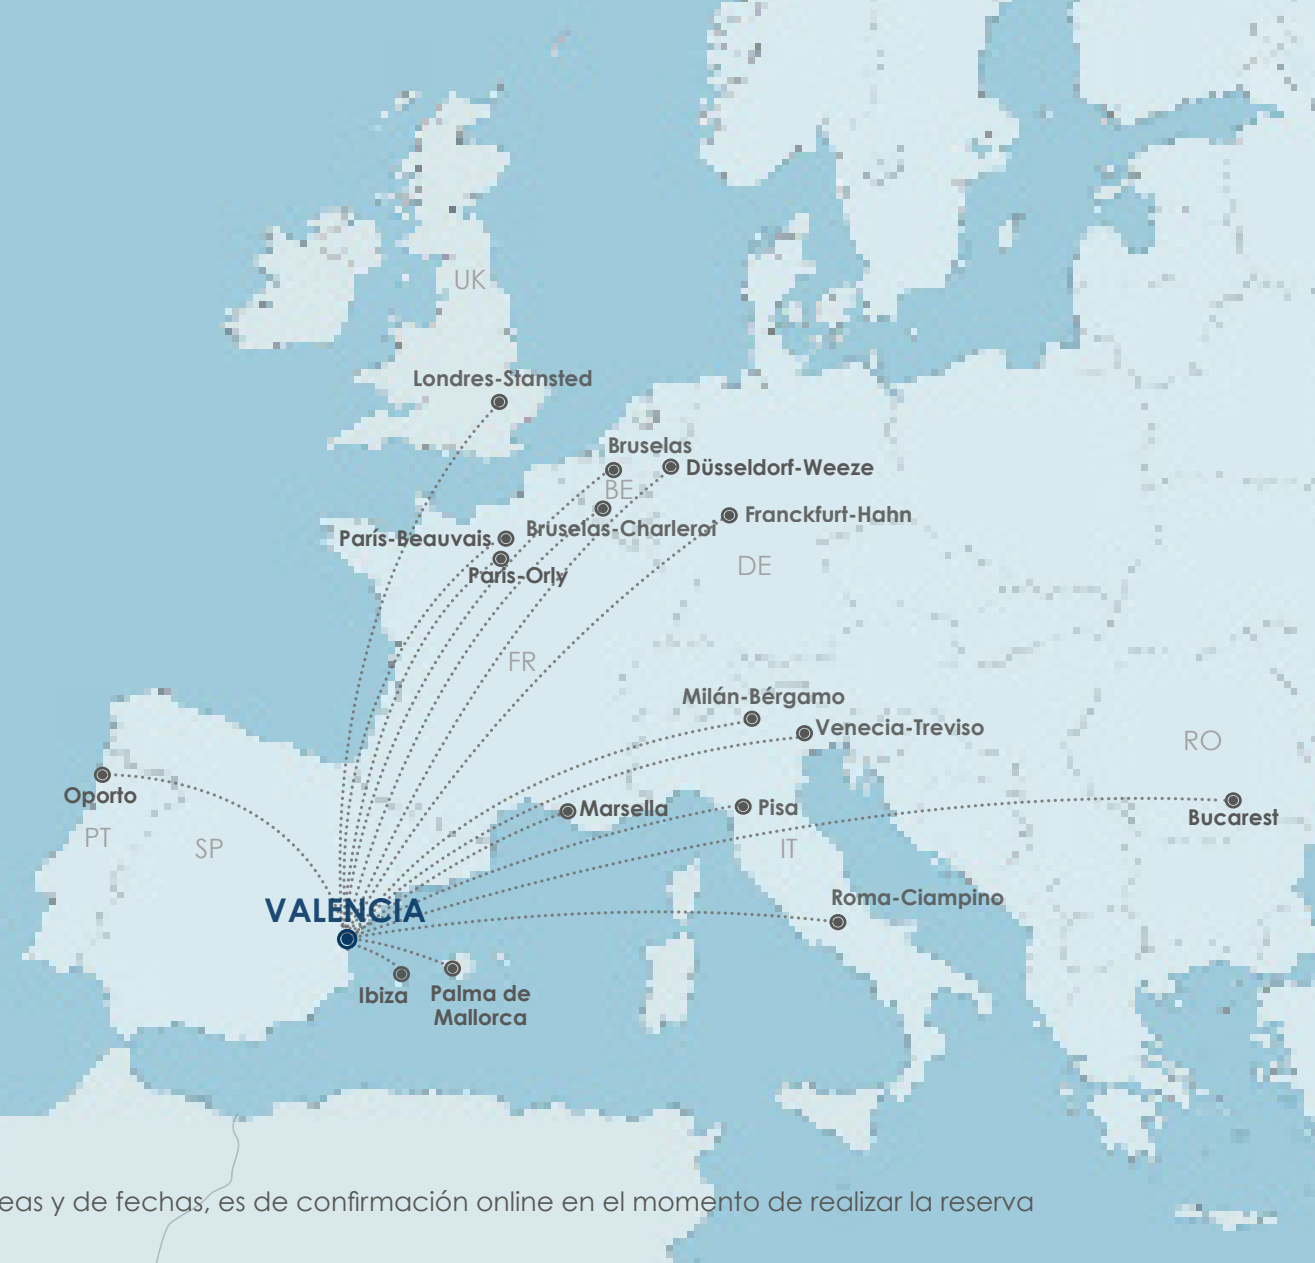 UK
Londres-Stansted
Bruselas
Düsseldorf-Weeze
BE
Franckfurt-Hahn
Bruselas-Charleroi
París-Beauvais
París-Orly
DE
FR
Milán-Bérgamo
Venecia-Treviso
RO
Oporto
Marsella
Pisa
Bucarest
PT
SP
IT
Roma-Ciampino
VALENCIA
Ibiza
Palma de
Mallorca
eas y de fechas, es de confirmación online en el momento de realizar la reserva